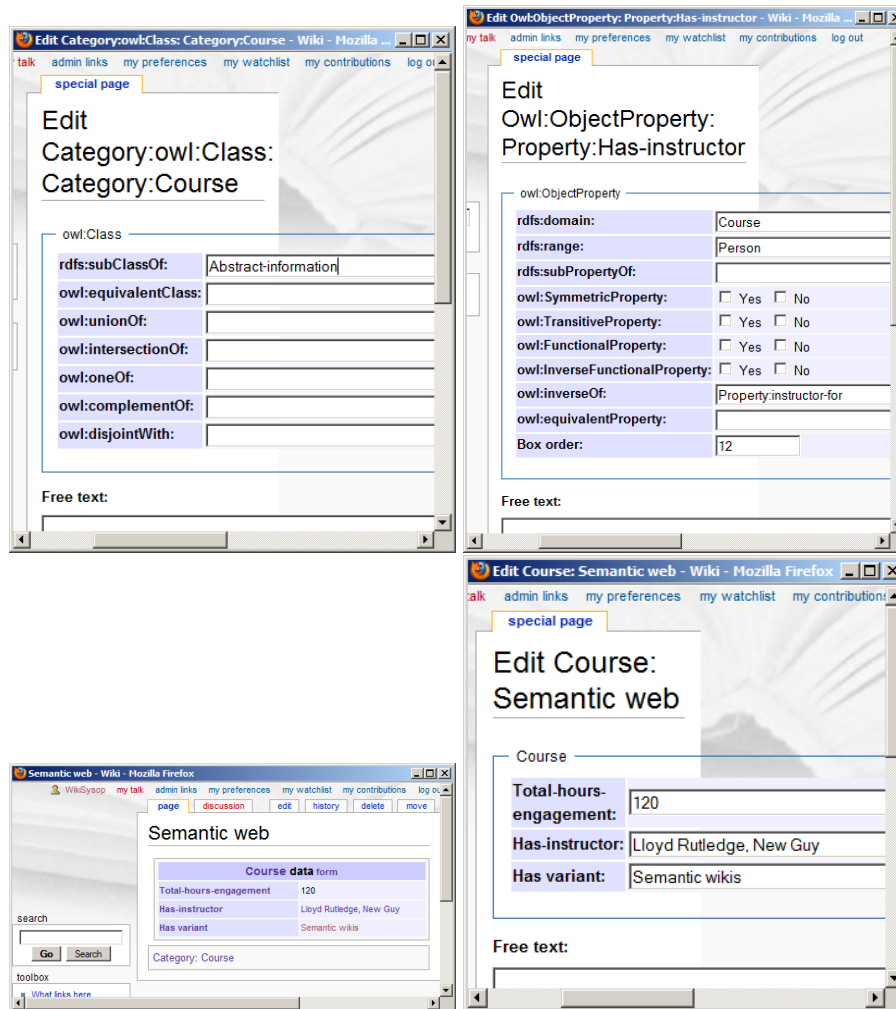 Edit Category:owl:Class: Category:Course - Wiki - Mozilla ...
talk admin links my preferences my watchlist my contributions log ou
special page
Edit
Category:owl:Class:
Category:Course
owl:Class
rdfs:subClassOf: Abstract-information
owl:equivalentClass:
owl:unionOf:
owl:intersectionOf:
owl:oneOf:
owl:complementOf:
owl:disjointWith:
Free text:
Edit Owl:ObjectProperty: Property:Has-instructor - Wiki - Mozilla ...
my talk admin links my preferences my watchlist my contributions log out
special page
Edit
Owl:ObjectProperty:
Property:Has-instructor
owl:ObjectProperty
rdfs:domain: Course
rdfs:range: Person
rdfs:subPropertyOf:
owl:SymmetricProperty: Yes No
owl:TransitiveProperty: Yes No
owl:FunctionalProperty: Yes No
owl:InverseFunctionalProperty: Yes No
owl:inverseOf: Property:instructor-for
owl:equivalentProperty:
Box order: 12
Free text:
Semantic web - Wiki - Mozilla Firefox
WikiSysop my talk admin links my preferences my watchlist my contributions log ou
page discussion edit history delete move
Semantic web
Course data form
Total-hours-engagement 120
Has-instructor Lloyd Rutledge, New Guy
Has variant Semantic wikis
Category: Course
search
Go Search
toolbox
What links here
Edit Course: Semantic web - Wiki - Mozilla Firefox
talk admin links my preferences my watchlist my contributions
special page
Edit Course:
Semantic web
Course
Total-hours-
engagement: 120
Has-instructor: Lloyd Rutledge, New Guy
Has variant: Semantic wikis
Free text: